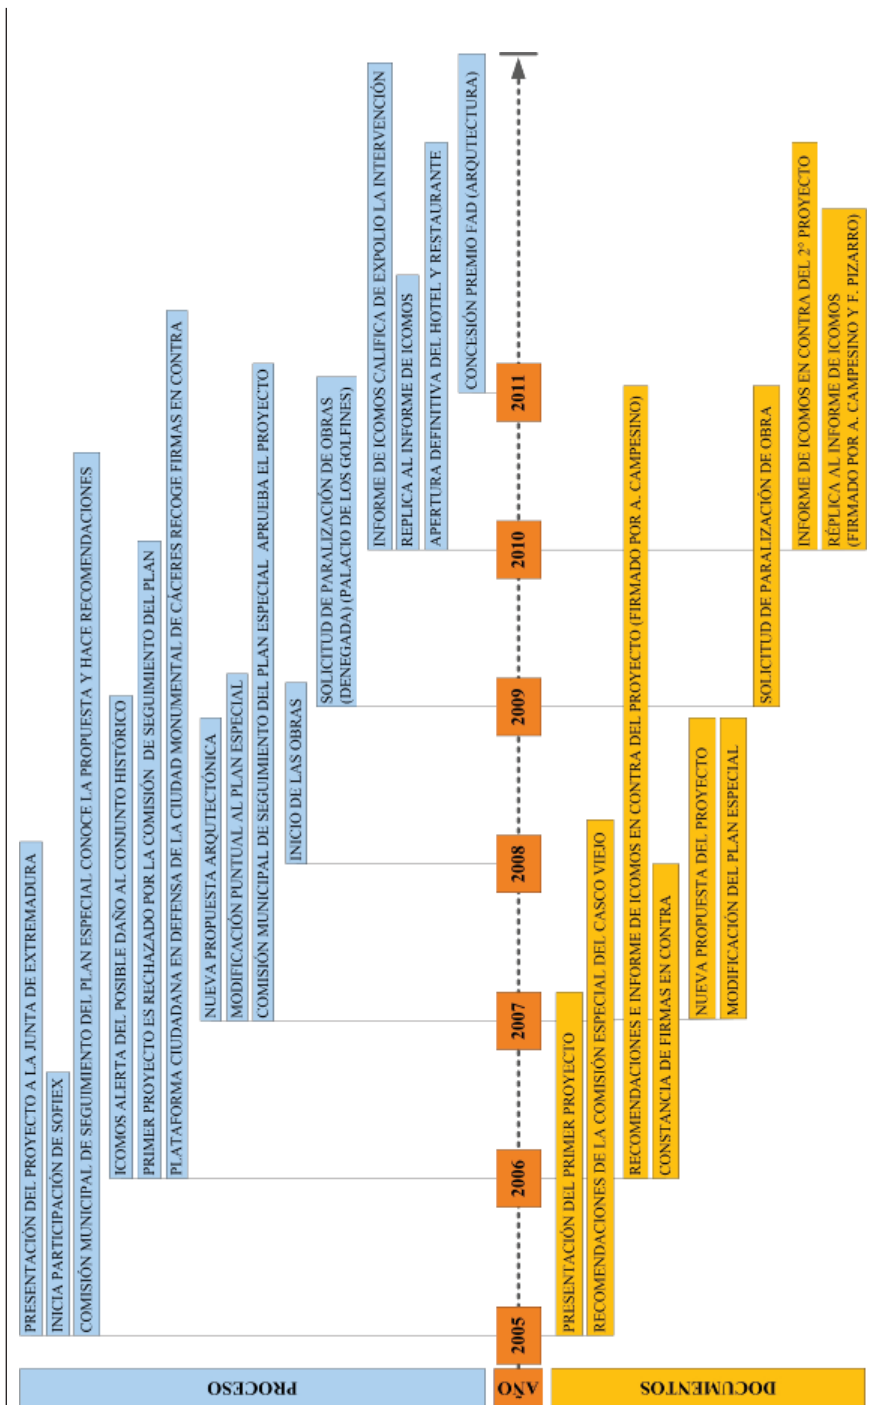 PROCESO
PRESENTACIÓN DEL PROYECTO A LA JUNTA DE EXTREMADURA
INICIA PARTICIPACIÓN DE SOFIEX
COMISIÓN MUNICIPAL DE SEGUIMIENTO DEL PLAN ESPECIAL CONOCE LA PROPUESTA Y HACE RECOMENDACIONES
ICOMOS ALERTA DEL POSIBLE DAÑO AL CONJUNTO HISTÓRICO
PRIMER PROYECTO ES RECHAZADO POR LA COMISIÓN DE SEGUIMIENTO DEL PLAN
PLATAFORMA CIUDADANA EN DEFENSA DE LA CIUDAD MONUMENTAL DE CÁCERES RECOGE FIRMAS EN CONTRA
NUEVA PROPUESTA ARQUTECTÓNICA
MODIFICACIÓN PUNTUAL AL PLAN ESPECIAL
COMISIÓN MUNICIPAL DE SEGUIMIENTO DEL PLAN ESPECIAL APRUEBA EL PROYECTO
INICIO DE LAS OBRAS
SOLICITUD DE PARALIZACIÓN DE OBRAS
(DENEGADA) (PALACIO DE LOS GOLFINES)
INFORME DE ICOMOS CALIFICA DE EXPOLIO LA INTERVENCIÓN
REPLICA AL INFORME DE ICOMOS
APERTURA DEFINITIVA DEL HOTEL Y RESTAURANTE
CONCESIÓN PREMIO FAD (ARQUTECTURA)
AÑO
2005
2006
2007
2008
2009
2010
2011
DOCUMENTOS
PRESENTACIÓN DEL PRIMER PROYECTO
RECOMENDACIONES DE LA COMISIÓN ESPECIAL DEL CASCO VIEJO
RECOMENDACIONES E INFORME DE ICOMOS EN CONTRA DEL PROYECTO (FIRMADO POR A. CAMPESINO)
CONSTANCIA DE FIRMAS EN CONTRA
NUEVA PROPUESTA DEL PROYECTO
MODIFICACIÓN DEL PLAN ESPECIAL
SOLICITUD DE PARALIZACIÓN DE OBRA
INFORME DE ICOMOS EN CONTRA DEL 2° PROYECTO
RÉPLICA AL INFORME DE ICOMOS
(FIRMADO POR A. CAMPESINO Y F. PIZARRO)